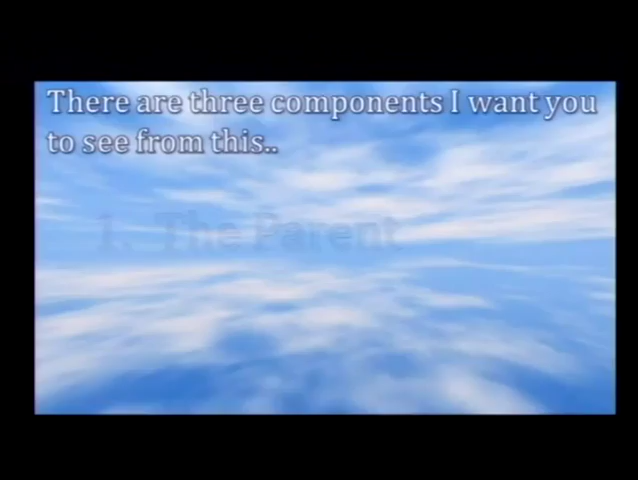 There are three components I want you
to see from this..
1. The Parent